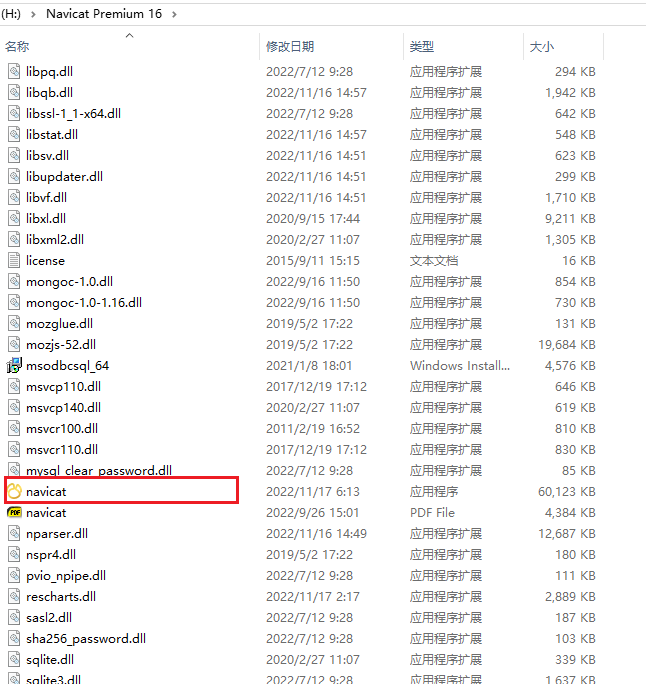 (H:) > Navicat Premium 16 >
名称 修改日期 类型 大小
libpq.dll 2022/7/12 9:28 应用程序扩展 294 KB
libqb.dll 2022/11/16 14:57 应用程序扩展 1,942 KB
libssl-1_1-x64.dll 2022/7/12 9:28 应用程序扩展 642 KB
libstat.dll 2022/11/16 14:57 应用程序扩展 548 KB
libsv.dll 2022/11/16 14:51 应用程序扩展 623 KB
libupdater.dll 2022/11/16 14:51 应用程序扩展 299 KB
libvf.dll 2022/11/16 14:51 应用程序扩展 1,710 KB
libxl.dll 2020/9/15 17:44 应用程序扩展 9,211 KB
libxml2.dll 2020/2/27 11:07 应用程序扩展 1,305 KB
license 2015/9/11 15:15 文本文档 16 KB
mongoc-1.0.dll 2022/9/16 11:50 应用程序扩展 854 KB
mongoc-1.0-1.16.dll 2022/9/16 11:50 应用程序扩展 730 KB
mozglue.dll 2019/5/2 17:22 应用程序扩展 131 KB
mozjs-52.dll 2019/5/2 17:22 应用程序扩展 19,684 KB
msodbcsql_64 2021/1/8 18:01 Windows Install... 4,576 KB
msvcp110.dll 2017/12/19 17:12 应用程序扩展 646 KB
msvcp140.dll 2020/2/27 11:07 应用程序扩展 619 KB
msvcr100.dll 2011/2/19 16:52 应用程序扩展 810 KB
msvcr110.dll 2017/12/19 17:12 应用程序扩展 830 KB
mysql_clear_password.dll 2022/7/12 9:28 应用程序扩展 85 KB
navicat 2022/11/17 6:13 应用程序 60,123 KB
PDF navicat 2022/9/26 15:01 PDF File 4,384 KB
nparser.dll 2022/11/16 14:49 应用程序扩展 12,687 KB
nspr4.dll 2019/5/2 17:22 应用程序扩展 180 KB
pvio_npipe.dll 2022/7/12 9:28 应用程序扩展 111 KB
rescharts.dll 2022/11/17 2:17 应用程序扩展 2,889 KB
sasl2.dll 2022/7/12 9:28 应用程序扩展 187 KB
sha256_password.dll 2022/7/12 9:28 应用程序扩展 103 KB
sqlite.dll 2020/2/27 11:07 应用程序扩展 339 KB
sqlite3.dll 2022/7/12 9:28 应用程序扩展 1,637 KB